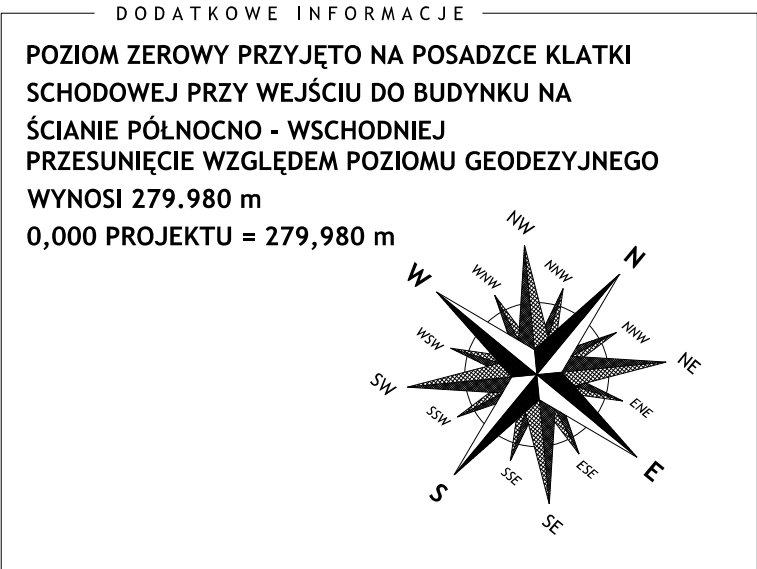 DODATKOWE INFORMACJE
POZIOM ZEROWY PRZYJĘTO NA POSADZCE KLATKI
SCHODOWEJ PRZY WEJŚCIU DO BUDYNKU NA
ŚCIANIE PÓŁNOCNO - WSCHODNIEJ
PRZESUNIĘCIE WZGLĘDEM POZIOMU GEODEZYJNEGO
WYNOSI 279.980 m
0,000 PROJEKTU = 279,980 m
NW
N
W
WNW
NNW
WSW
NNW
NE
SW
SSW
ENE
SSE
ESE
E
S
SE